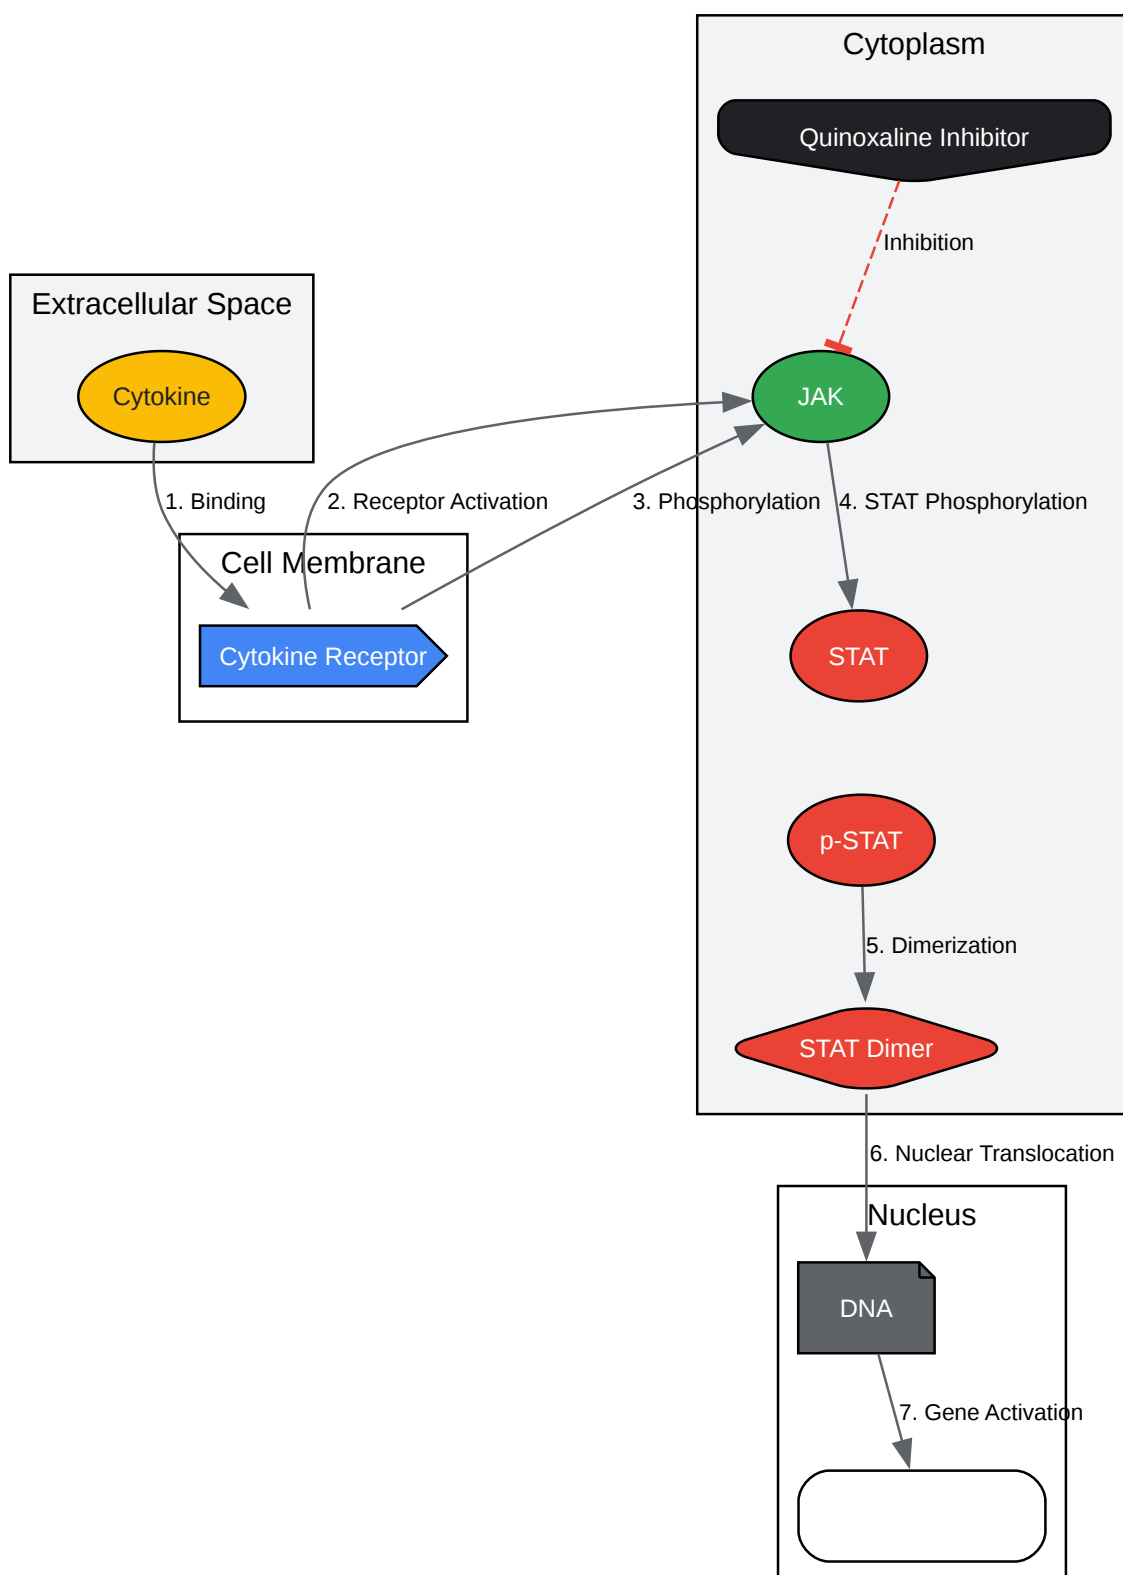 Cytoplasm
Quinoxaline Inhibitor
Inhibition
Extracellular Space
Cytokine
JAK
1. Binding
2. Receptor Activation
3. Phosphorylation
4. STAT Phosphorylation
Cell Membrane
Cytokine Receptor
STAT
p-STAT
5. Dimerization
STAT Dimer
6. Nuclear Translocation
Nucleus
DNA
7. Gene Activation